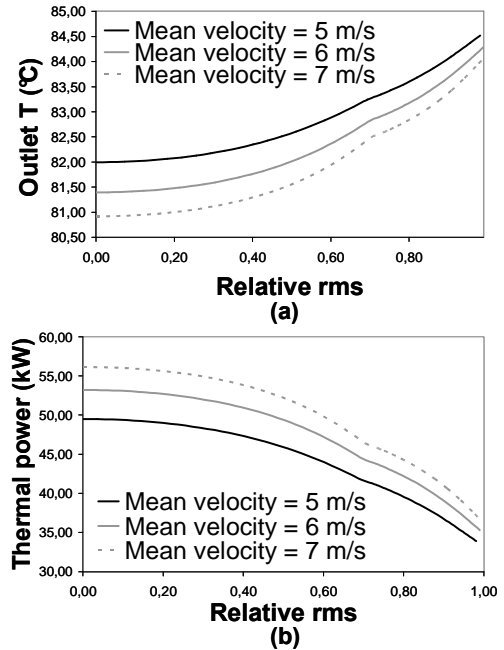 85,00
84,50
84,00
83,50
83,00
82,50
82,00
81,50
81,00
80,50
Outlet T (°C)
Mean velocity = 5 m/s
Mean velocity = 6 m/s
Mean velocity = 7 m/s
0,00 0,20 0,40 0,60 0,80
Relative rms
(a)
60,00
55,00
50,00
45,00
40,00
35,00
30,00
Thermal power (kW)
Mean velocity = 5 m/s
Mean velocity = 6 m/s
Mean velocity = 7 m/s
0,00 0,20 0,40 0,60 0,80 1,00
Relative rms
(b)